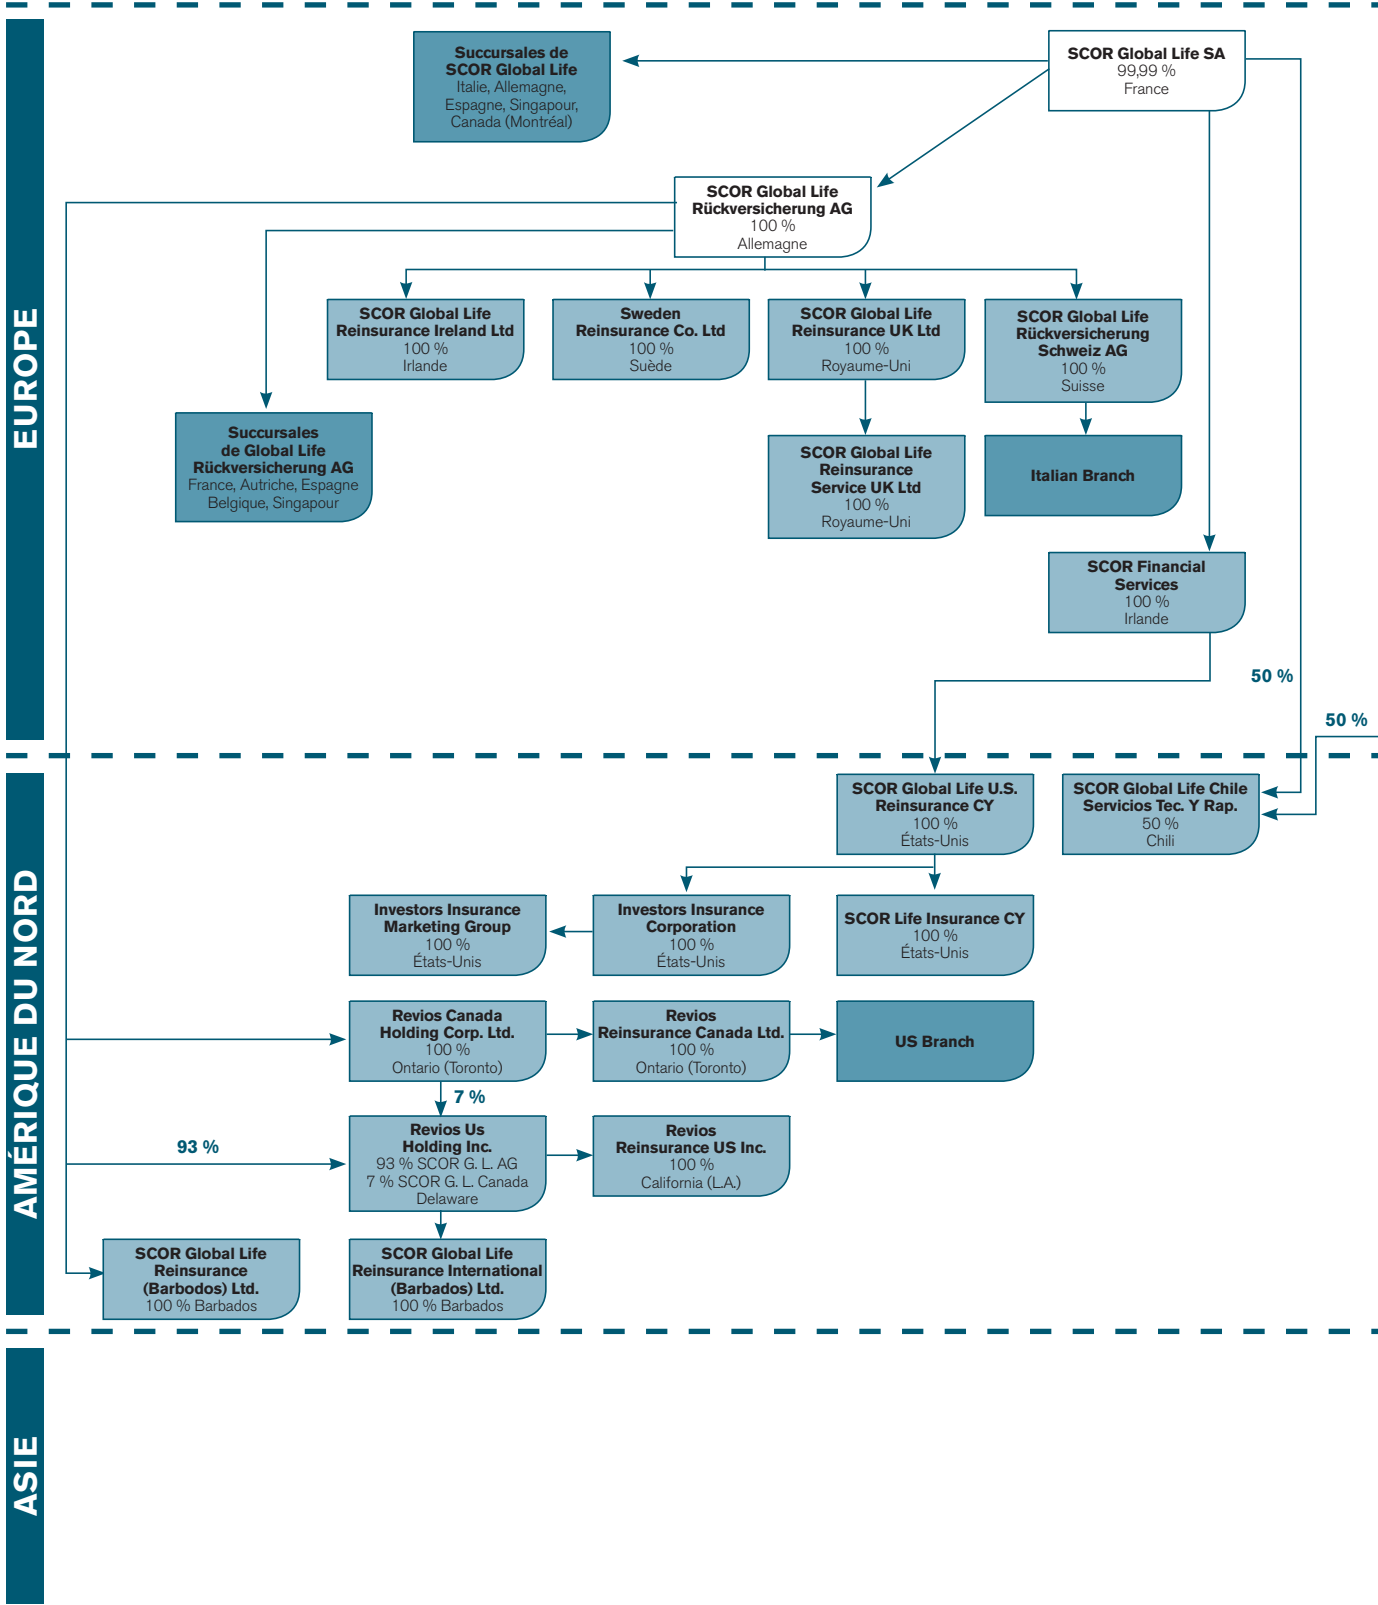 EUROPE
Succursales de
SCOR Global Life
Italie, Allemagne,
Espagne, Singapour,
Canada (Montréal)
SCOR Global Life SA
99,99 %
France
SCOR Global Life
Rückversicherung AG
100 %
Allemagne
SCOR Global Life
Reinsurance Ireland Ltd
100 %
Irlande
Sweden
Reinsurance Co. Ltd
100 %
Suède
SCOR Global Life
Reinsurance UK Ltd
100 %
Royaume-Uni
SCOR Global Life
Rückversicherung
Schweiz AG
100 %
Suisse
Succursales
de Global Life
Rückversicherung AG
France, Autriche, Espagne
Belgique, Singapour
SCOR Global Life
Reinsurance
Service UK Ltd
100 %
Royaume-Uni
Italian Branch
SCOR Financial
Services
100 %
Irlande
50 %
50 %
AMÉRIQUE DU NORD
SCOR Global Life U.S.
Reinsurance CY
100 %
États-Unis
SCOR Global Life Chile
Servicios Tec. Y Rap.
50 %
Chili
Investors Insurance
Marketing Group
100 %
États-Unis
Investors Insurance
Corporation
100 %
États-Unis
SCOR Life Insurance CY
100 %
États-Unis
Revios Canada
Holding Corp. Ltd.
100 %
Ontario (Toronto)
Revios
Reinsurance Canada Ltd.
100 %
Ontario (Toronto)
US Branch
7 %
93 %
Revios Us
Holding Inc.
93 % SCOR G. L. AG
7 % SCOR G. L. Canada
Delaware
Revios
Reinsurance US Inc.
100 %
California (L.A.)
SCOR Global Life
Reinsurance
(Barbodos) Ltd.
100 % Barbados
SCOR Global Life
Reinsurance International
(Barbados) Ltd.
100 % Barbados
ASIE